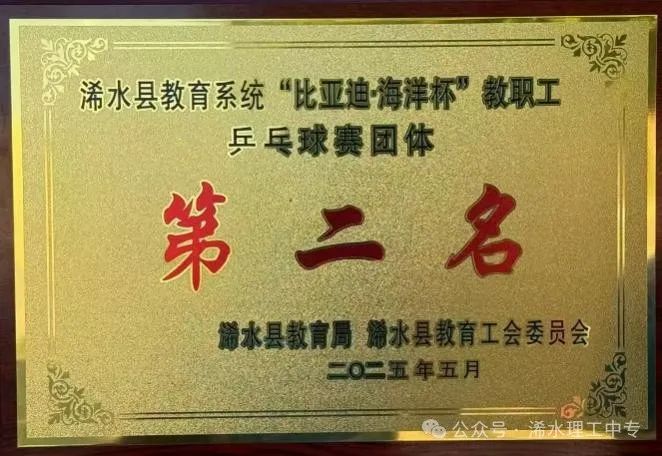 浠水县教育系统“比亚迪·海洋杯”教职工
乒乓球赛团体
第二名
浠水县教育局 浠水县教育工会委员会
二〇二五年五月
公众号·浠水理工中专